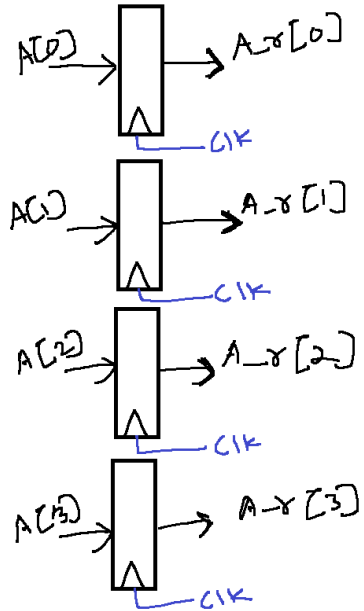 A[0] A_r[0]
clk
A[1] A_r[1]
clk
A[2] A_r[2]
clk
A[3] A_r[3]
clk